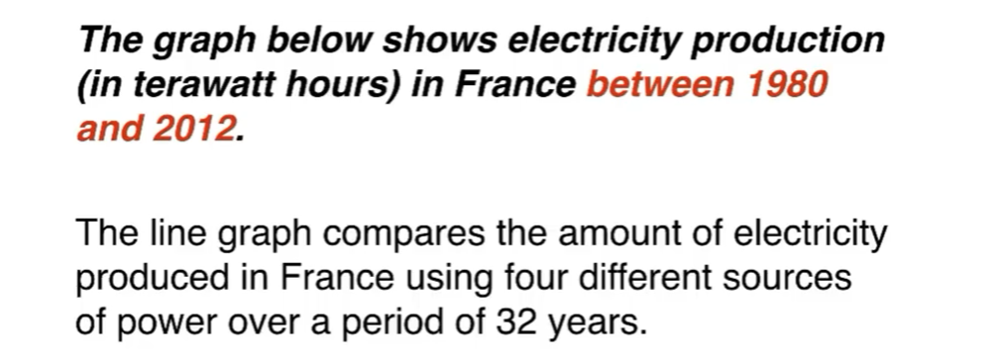 The graph below shows electricity production
(in terawatt hours) in France between 1980
and 2012.
The line graph compares the amount of electricity
produced in France using four different sources
of power over a period of 32 years.